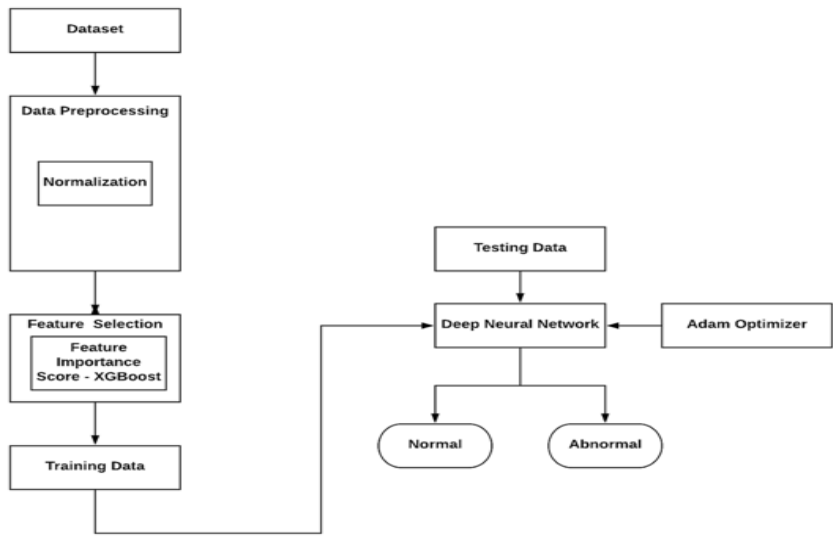 Dataset
Data Preprocessing
Normalization
Feature Selection
Feature
Importance
Score - XGBoost
Training Data
Testing Data
Deep Neural Network
Adam Optimizer
Normal
Abnormal